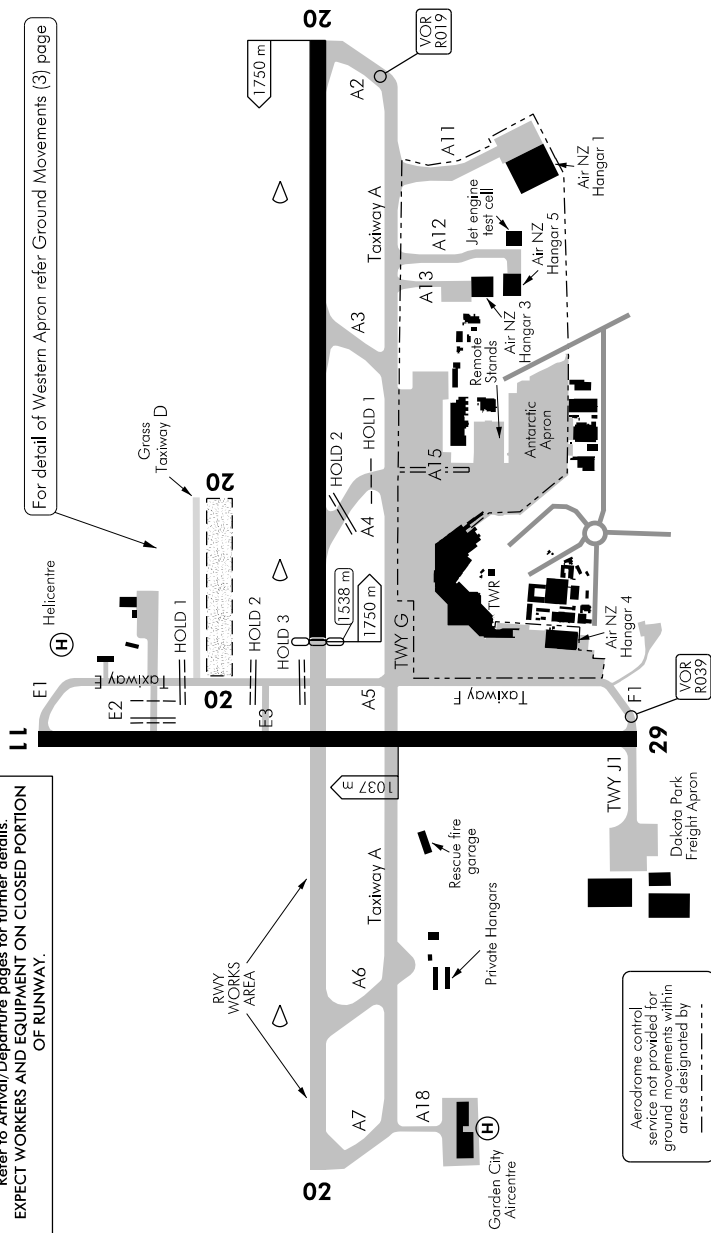 Refer to Arrival/Departure pages for further details.
EXPECT WORKERS AND EQUIPMENT ON CLOSED PORTION
OF RUNWAY.
For detail of Western Apron refer Ground Movements (3) page
11
E1
Helicentre
H
Taxiway E
E2
HOLD 1
Grass
Taxiway D
02
20
HOLD 2
E3
HOLD 3
RWY
WORKS
AREA
02
20
1750 m
1538 m
1750 m
1037 m
A7
A6
A5
A4
HOLD 2
HOLD 1
A3
A2
VOR
R019
Taxiway A
Taxiway A
TWY G
A18
Garden City
Aircentre
H
Private Hangars
Rescue fire
garage
Taxiway F
TWR
A15
Remote
Stands
Antarctic
Apron
A13
A12
A11
Air NZ
Hangar 3
Air NZ
Hangar 5
Jet engine
test cell
Air NZ
Hangar 1
Air NZ
Hangar 4
F1
VOR
R039
29
TWY J1
Dakota Park
Freight Apron
Aerodrome control
service not provided for
ground movements within
areas designated by